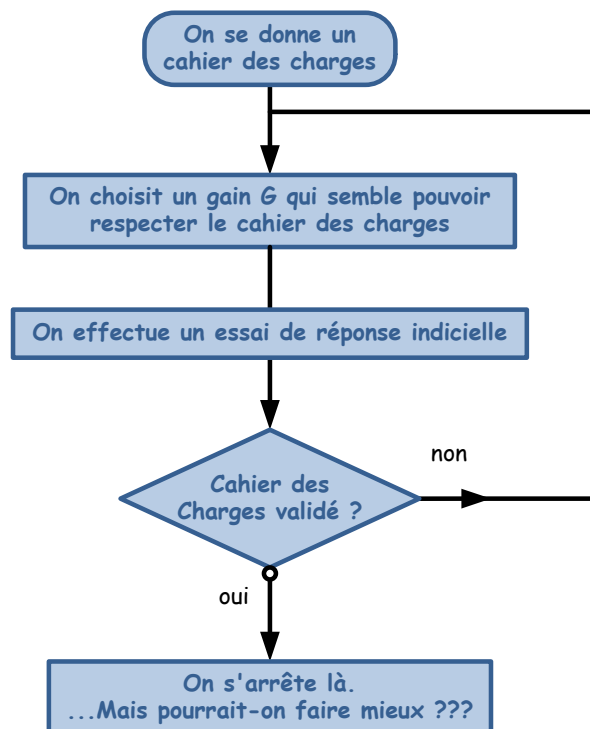 On se donne un
cahier des charges
On choisit un gain G qui semble pouvoir
respecter le cahier des charges
On effectue un essai de réponse indicielle
Cahier des
Charges validé ?
non
oui
On s'arrête là.
...Mais pourrait-on faire mieux ???